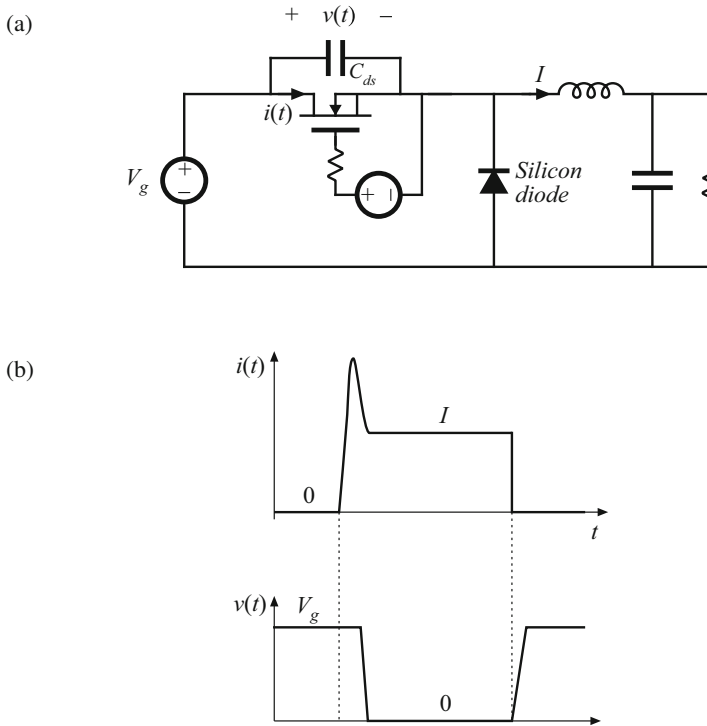 (a)
+ v(t) −
C_ds
i(t)
I
V_g
+
−
+ −
Silicon
diode
(b)
i(t)
I
0
t
v(t)
V_g
0